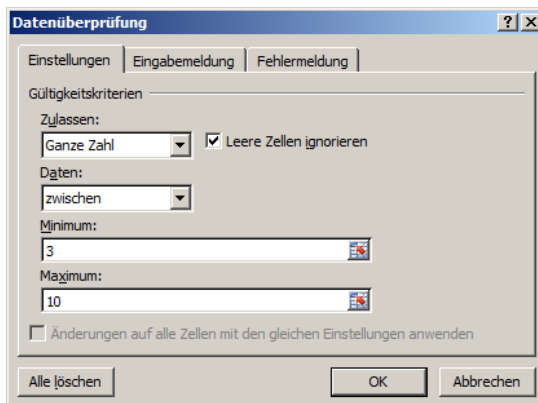 Datenüberprüfung
Einstellungen Eingabemeldung Fehlermeldung
Gültigkeitskriterien
Zulassen:
Ganze Zahl Leere Zellen ignorieren
Daten:
zwischen
Minimum:
3
Maximum:
10
Änderungen auf alle Zellen mit den gleichen Einstellungen anwenden
Alle löschen OK Abbrechen